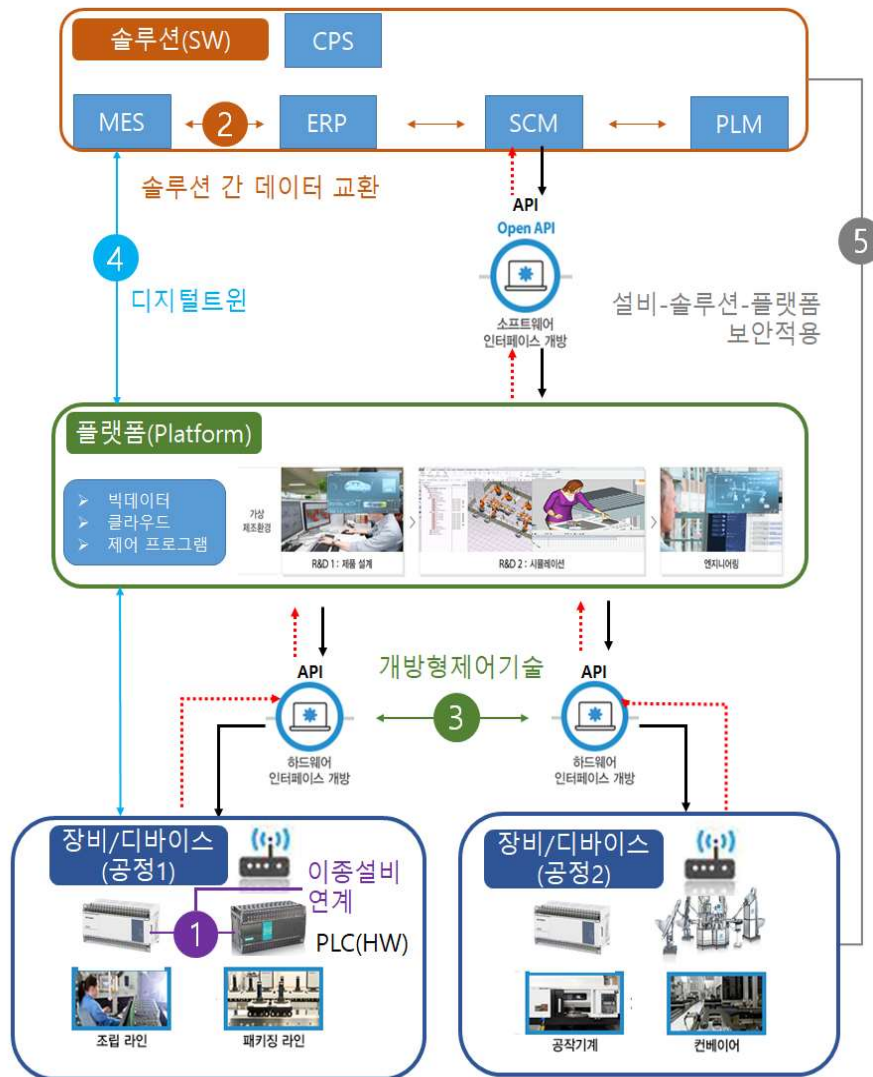 솔루션(SW)
CPS
MES
2
ERP
SCM
PLM
솔루션 간 데이터 교환
API
Open API
소프트웨어
인터페이스 개발
4
디지털트윈
5
설비-솔루션-플랫폼
보안적용
플랫폼(Platform)
빅데이터
클라우드
제어 프로그램
가상
제조환경
R&D 1 : 제품 설계
R&D 2 : 시뮬레이션
엔지니어링
API
하드웨어
인터페이스 개발
개방형제어기술
3
API
하드웨어
인터페이스 개발
장비/디바이스
(공정1)
이종설비
연계
1
PLC(HW)
조립 라인
패키징 라인
장비/디바이스
(공정2)
공작기계
컨베이어